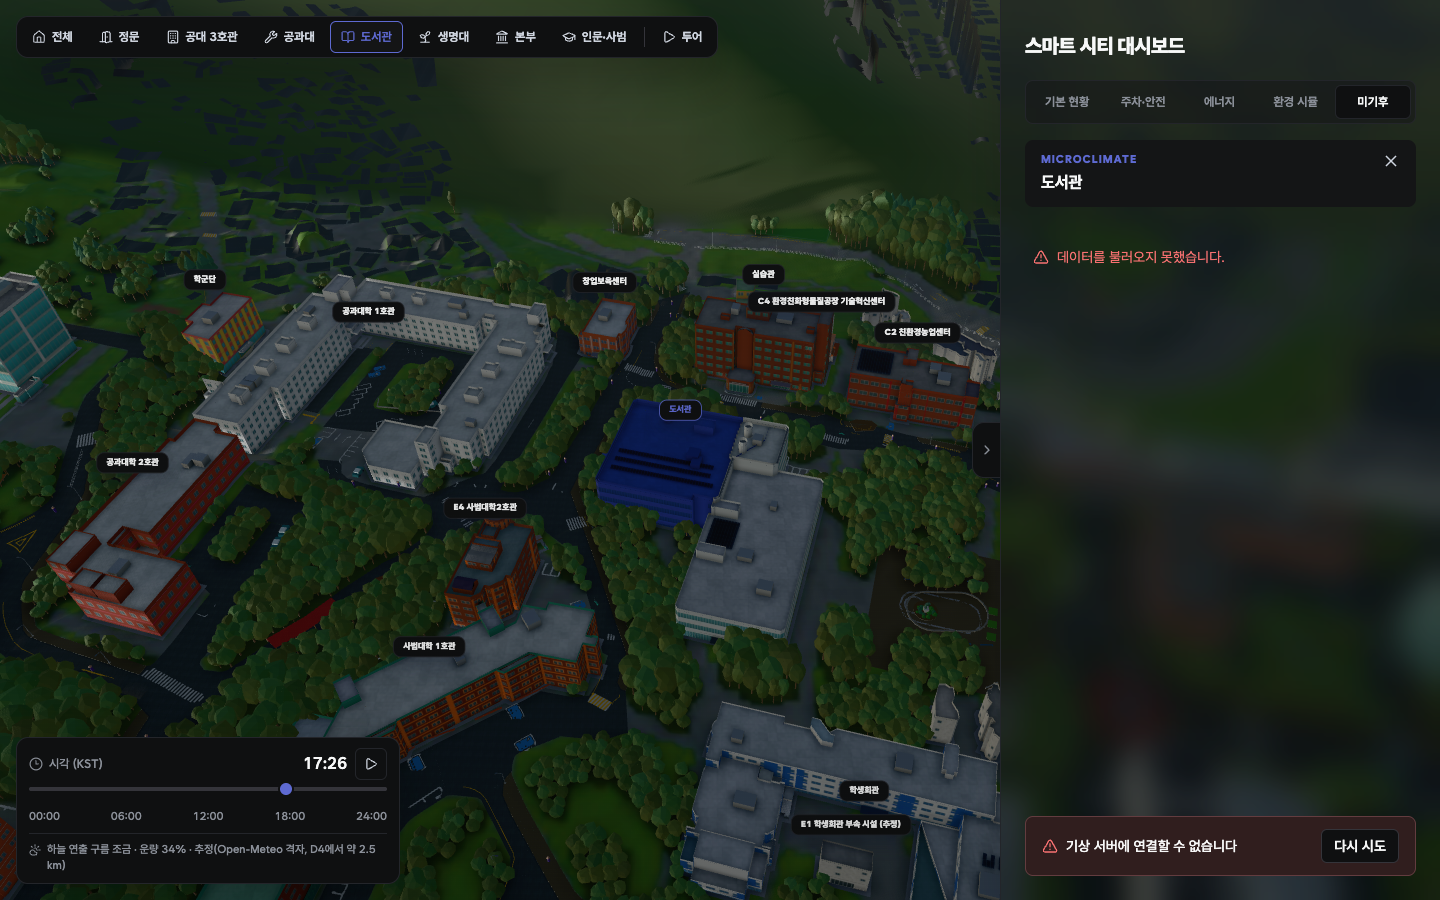 전체 정문 공대 3호관 공과대 도서관 생명대 본부 인문·사범 투어
스마트 시티 대시보드
기본 현황 주차·안전 에너지 환경 시뮬 미기후
MICROCLIMATE
도서관
데이터를 불러오지 못했습니다.
학군단
창업보육센터
실습관
C4 환경친화형물질공장 기술혁신센터
공과대학 1호관
C2 친환경농업센터
도서관
공과대학 2호관
E4 사범대학2호관
사범대학 1호관
학생회관
E1 학생회관 부속 시설 (추정)
시각 (KST) 17:26
00:00 06:00 12:00 18:00 24:00
하늘 연출 구름 조금 · 운량 34% · 추정(Open-Meteo 격자, D4에서 약 2.5
km)
기상 서버에 연결할 수 없습니다 다시 시도